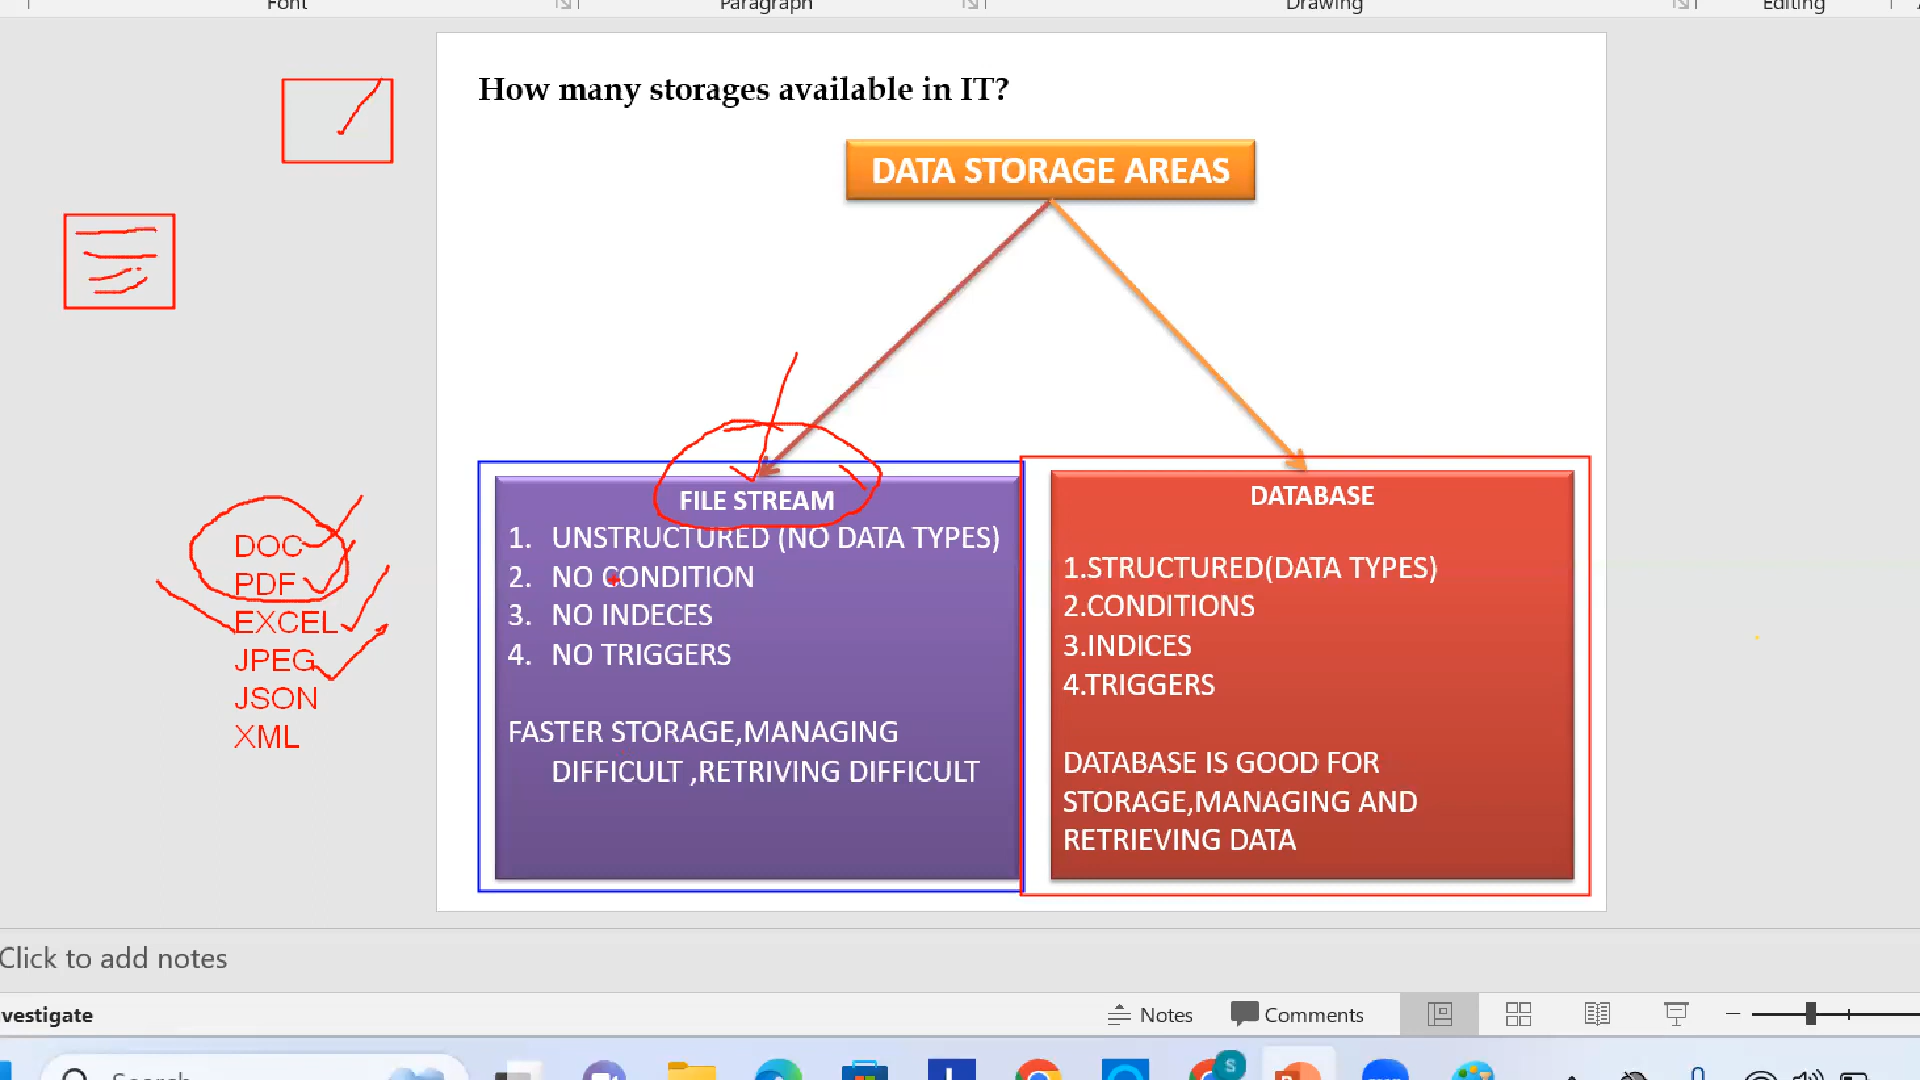 Font
Paragraph
Drawing
Editing
How many storages available in IT?
DATA STORAGE AREAS
FILE STREAM
1. UNSTRUCTURED (NO DATA TYPES)
2. NO CONDITION
3. NO INDECES
4. NO TRIGGERS
FASTER STORAGE,MANAGING
DIFFICULT ,RETRIVING DIFFICULT
DATABASE
1.STRUCTURED(DATA TYPES)
2.CONDITIONS
3.INDICES
4.TRIGGERS
DATABASE IS GOOD FOR
STORAGE,MANAGING AND
RETRIEVING DATA
DOC
PDF
EXCEL
JPEG
JSON
XML
Click to add notes
vestigate
Notes
Comments
Search
S